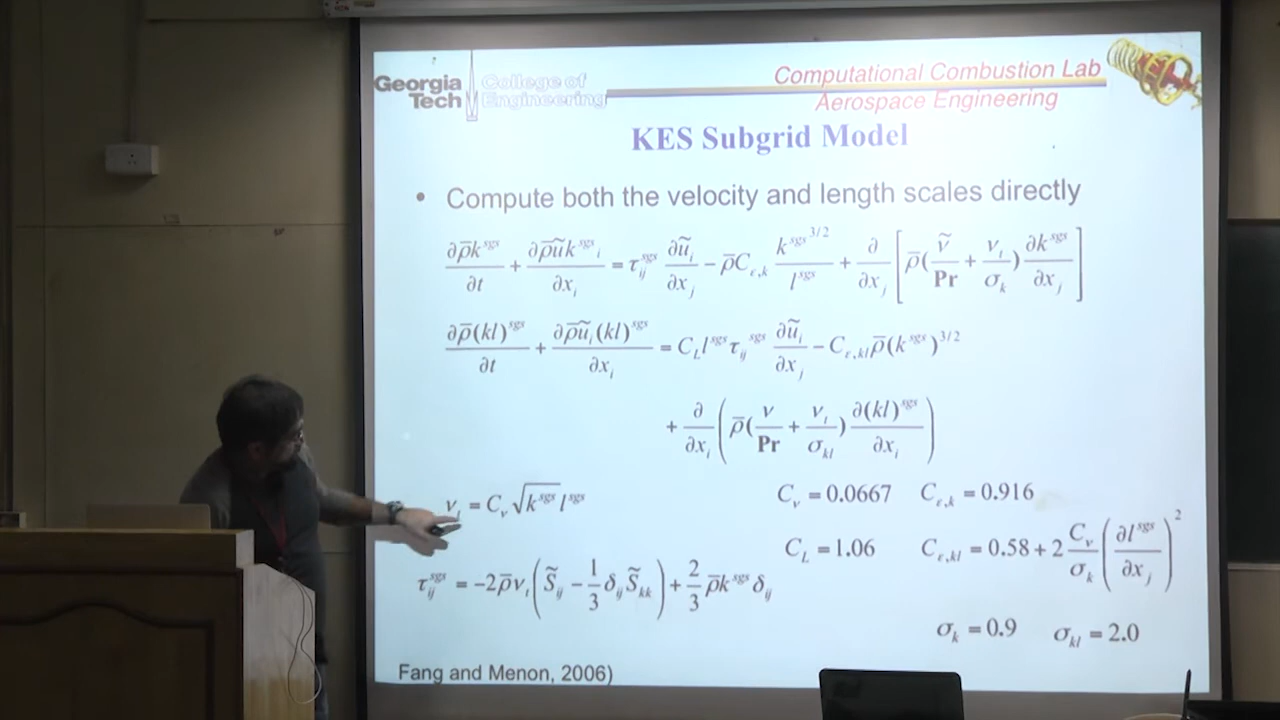 Georgia Tech College of Engineering
Computational Combustion Lab
Aerospace Engineering
KES Subgrid Model
• Compute both the velocity and length scales directly
∂ρ̅k^sgs/∂t + ∂ρ̅ũk^sgs_i/∂x_i = τ_ij^sgs ∂ũ_i/∂x_j − ρ̅C_ε,k k^sgs^3/2/l^sgs + ∂/∂x_j [ρ̅(ν̃/Pr + ν_t/σ_k) ∂k^sgs/∂x_j]
∂ρ̅(kl)^sgs/∂t + ∂ρ̅ũ_i(kl)^sgs/∂x_i = C_L l^sgs τ_ij^sgs ∂ũ_i/∂x_j − C_ε,kl ρ̅(k^sgs)^3/2
+ ∂/∂x_i (ρ̅(ν/Pr + ν_t/σ_kl) ∂(kl)^sgs/∂x_i)
ν_t = C_ν √k^sgs l^sgs
C_ν = 0.0667 C_ε,k = 0.916
C_L = 1.06 C_ε,kl = 0.58 + 2 C_ν/σ_k (∂l^sgs/∂x_j)^2
τ_ij^sgs = −2ρ̅ν_t (S̃_ij − 1/3 δ_ij S̃_kk) + 2/3 ρ̅k^sgs δ_ij
σ_k = 0.9 σ_kl = 2.0
Fang and Menon, 2006)